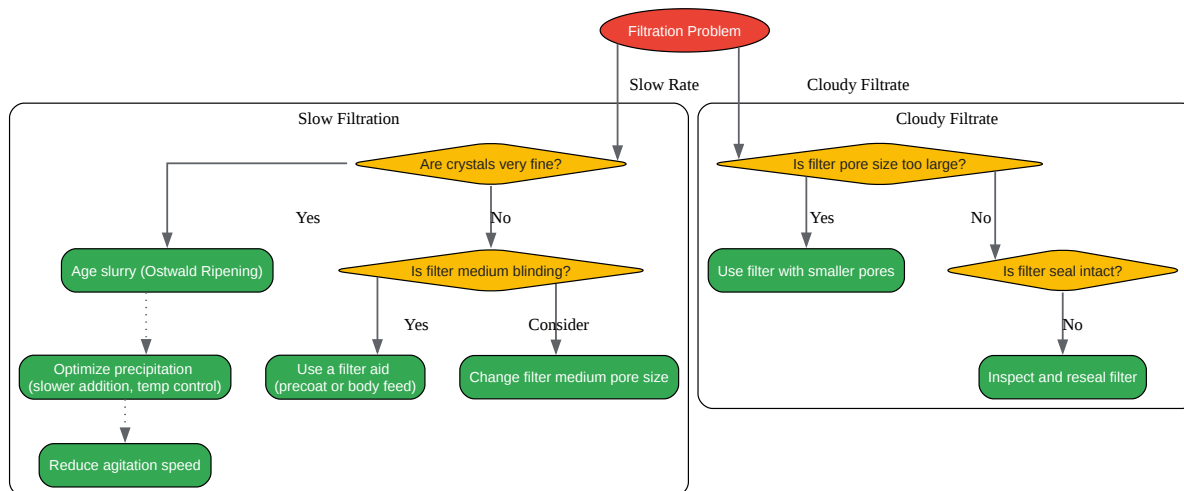 Filtration Problem
Slow Rate
Cloudy Filtrate
Slow Filtration
Cloudy Filtrate
Are crystals very fine?
Is filter pore size too large?
Yes
No
Yes
No
Age slurry (Ostwald Ripening)
Is filter medium blinding?
Use filter with smaller pores
Is filter seal intact?
Yes
Consider
No
Optimize precipitation
(slower addition, temp control)
Use a filter aid
(precoat or body feed)
Change filter medium pore size
Inspect and reseal filter
Reduce agitation speed